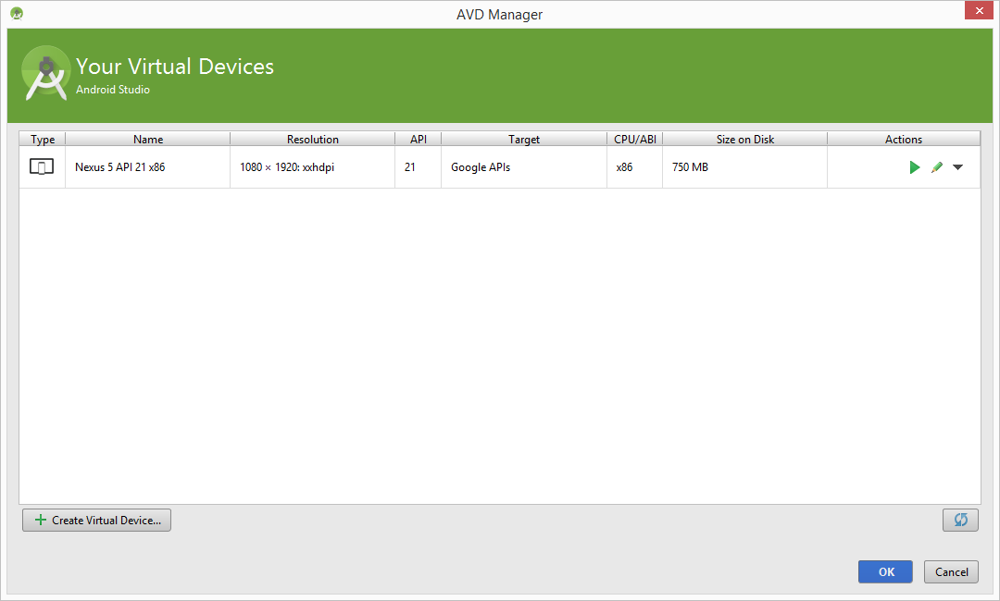 AVD Manager
Your Virtual Devices
Android Studio
Type Name Resolution API Target CPU/ABI Size on Disk Actions
Nexus 5 API 21 x86 1080 × 1920: xxhdpi 21 Google APIs x86 750 MB
Create Virtual Device...
OK Cancel